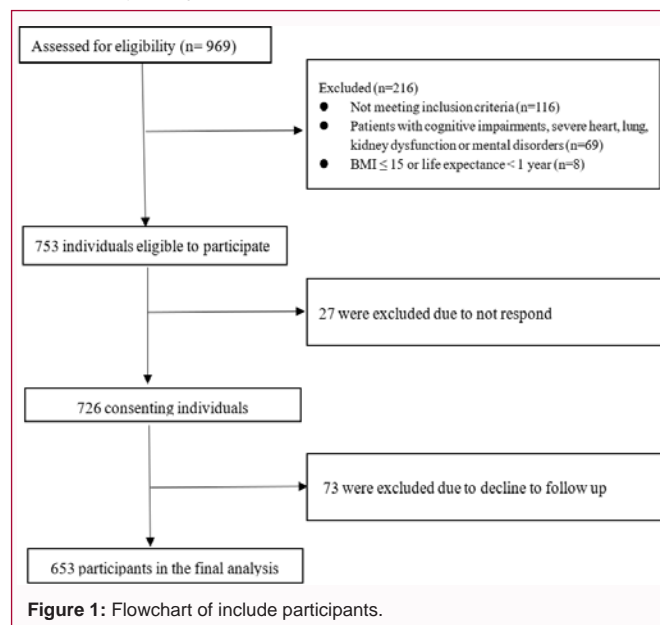 Assessed for eligibility (n= 969)
Excluded (n=216)
● Not meeting inclusion criteria (n=116)
● Patients with cognitive impairments, severe heart, lung,
kidney dysfunction or mental disorders (n=69)
● BMI ≤ 15 or life expectance < 1 year (n=8)
753 individuals eligible to participate
27 were excluded due to not respond
726 consenting individuals
73 were excluded due to decline to follow up
653 participants in the final analysis
Figure 1: Flowchart of include participants.